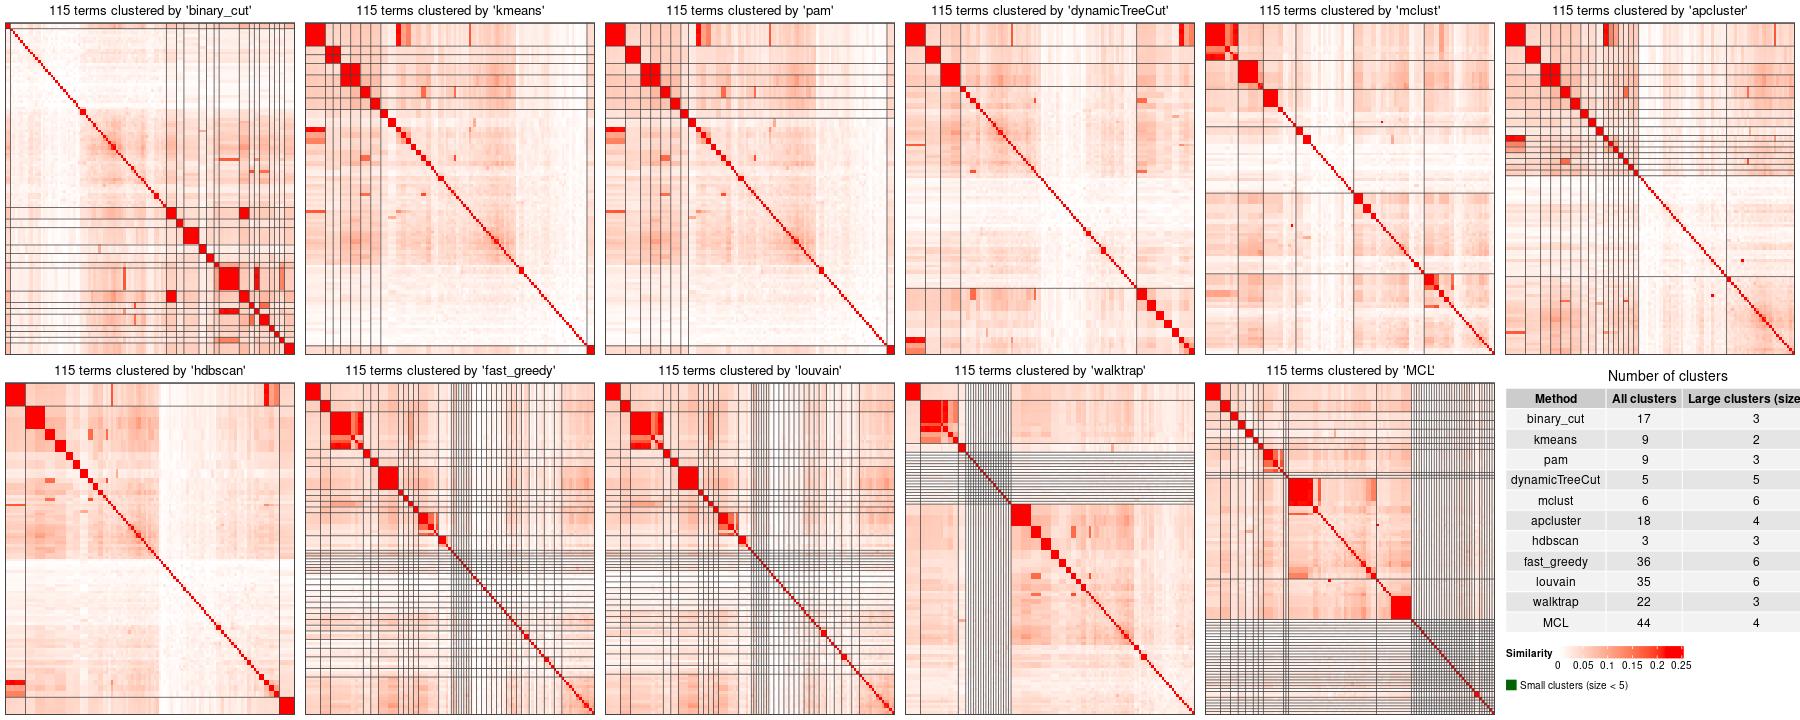 115 terms clustered by 'binary_cut'
115 terms clustered by 'kmeans'
115 terms clustered by 'pam'
115 terms clustered by 'dynamicTreeCut'
115 terms clustered by 'mclust'
115 terms clustered by 'apcluster'
115 terms clustered by 'hdbscan'
115 terms clustered by 'fast_greedy'
115 terms clustered by 'louvain'
115 terms clustered by 'walktrap'
115 terms clustered by 'MCL'
Number of clusters
Method All clusters Large clusters (size
binary_cut 17 3
kmeans 9 2
pam 9 3
dynamicTreeCut 5 5
mclust 6 6
apcluster 18 4
hdbscan 3 3
fast_greedy 36 6
louvain 35 6
walktrap 22 3
MCL 44 4
Similarity
0 0.05 0.1 0.15 0.2 0.25
Small clusters (size < 5)